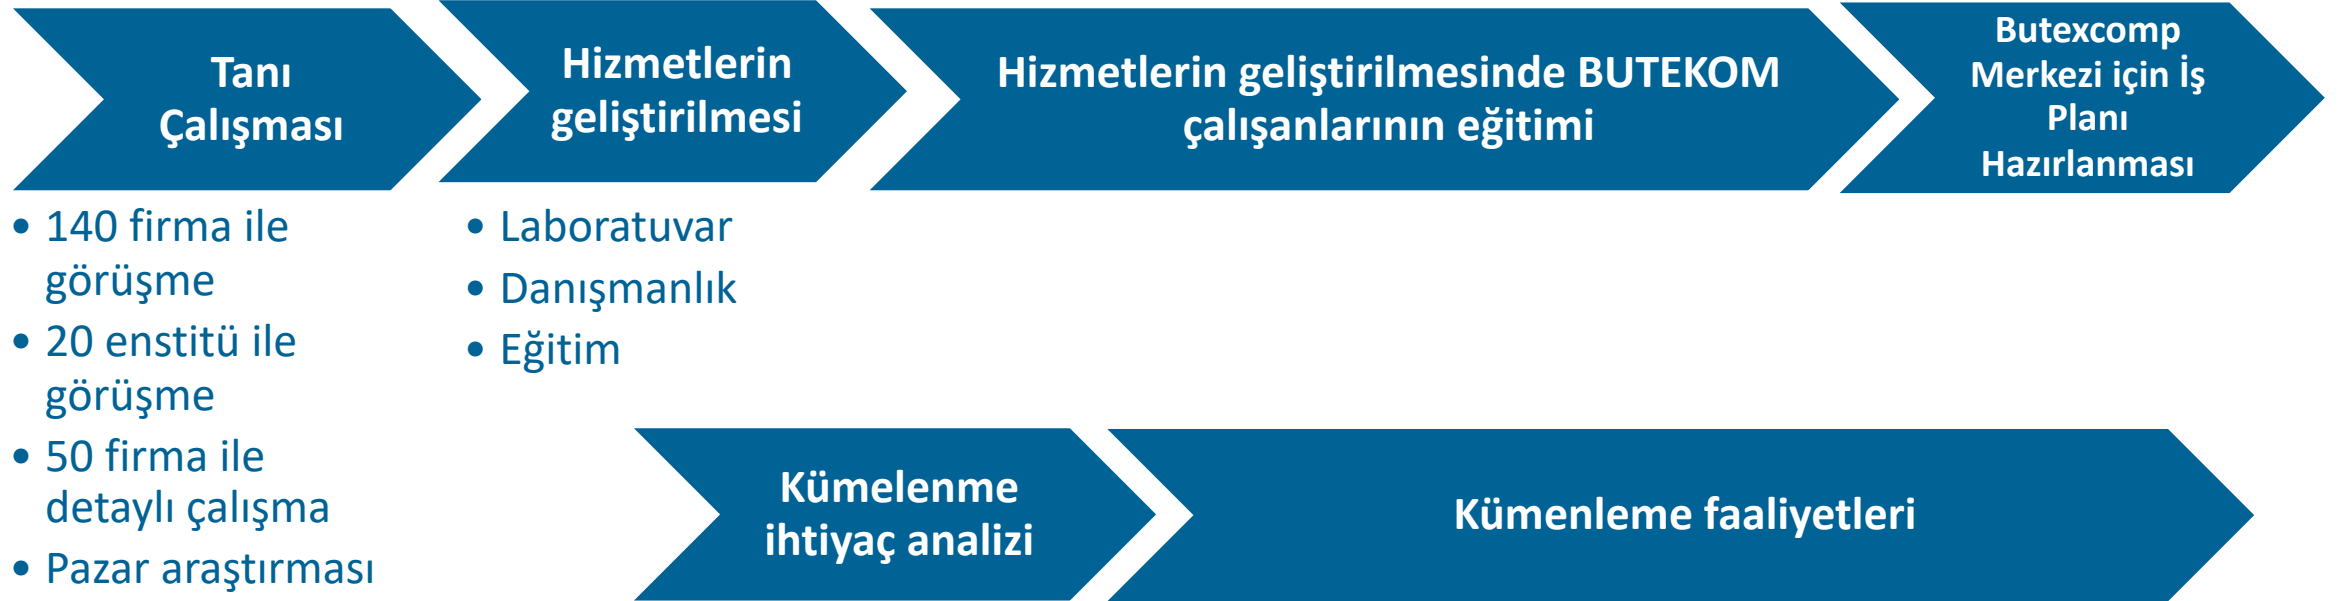 Tanı
Çalışması
Hizmetlerin
geliştirilmesi
Hizmetlerin geliştirilmesinde BUTEKOM
çalışanlarının eğitimi
Butexcomp
Merkezi için İş
Planı
Hazırlanması
• 140 firma ile
görüşme
• 20 enstitü ile
görüşme
• 50 firma ile
detaylı çalışma
• Pazar araştırması
• Laboratuvar
• Danışmanlık
• Eğitim
Kümelenme
ihtiyaç analizi
Kümenleme faaliyetleri